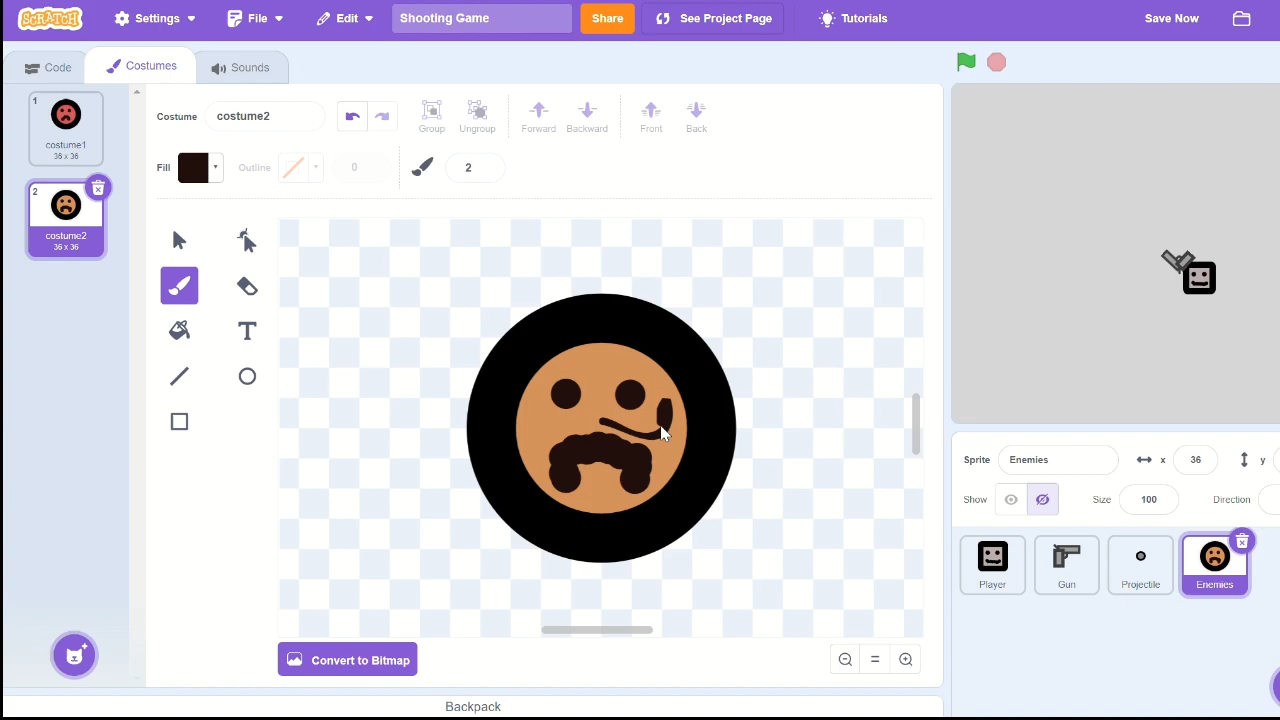 SCRATCH Settings File Edit Shooting Game Share See Project Page Tutorials Save Now
Code Costumes Sounds
1
costume1
36 x 36
2
costume2
36 x 36
Costume costume2 Group Ungroup Forward Backward Front Back
Fill Outline 0 2
Convert to Bitmap
Backpack
Sprite Enemies x 36 y
Show Size 100 Direction
Player Gun Projectile Enemies